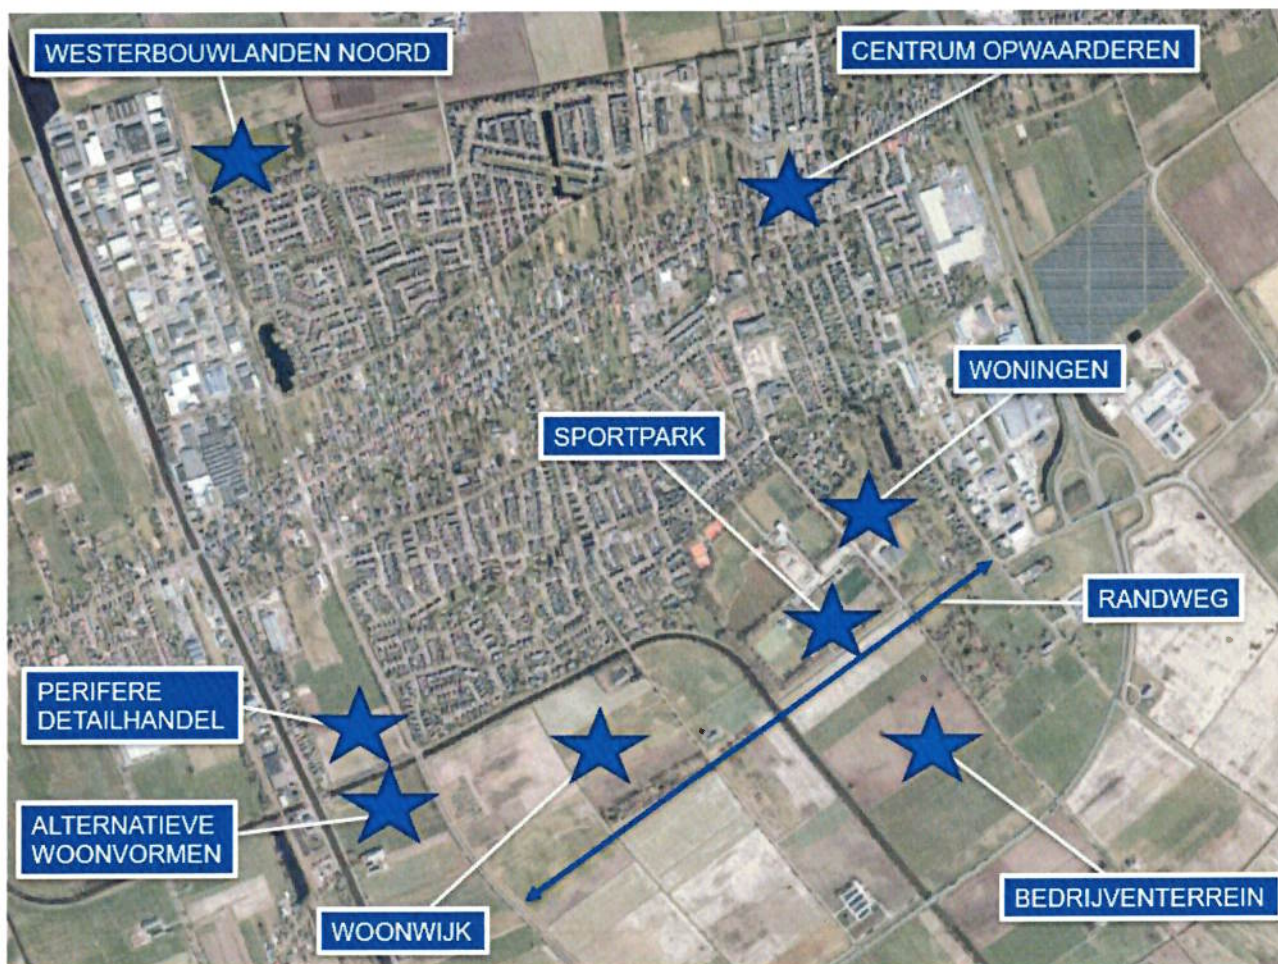 WESTERBOUWLANDEN NOORD
CENTRUM OPWAARDEREN
WONINGEN
SPORTPARK
RANDWEG
PERIFERE
DETAILHANDEL
ALTERNATIEVE
WOONVORMEN
WOONWIJK
BEDRIJVENTERREIN